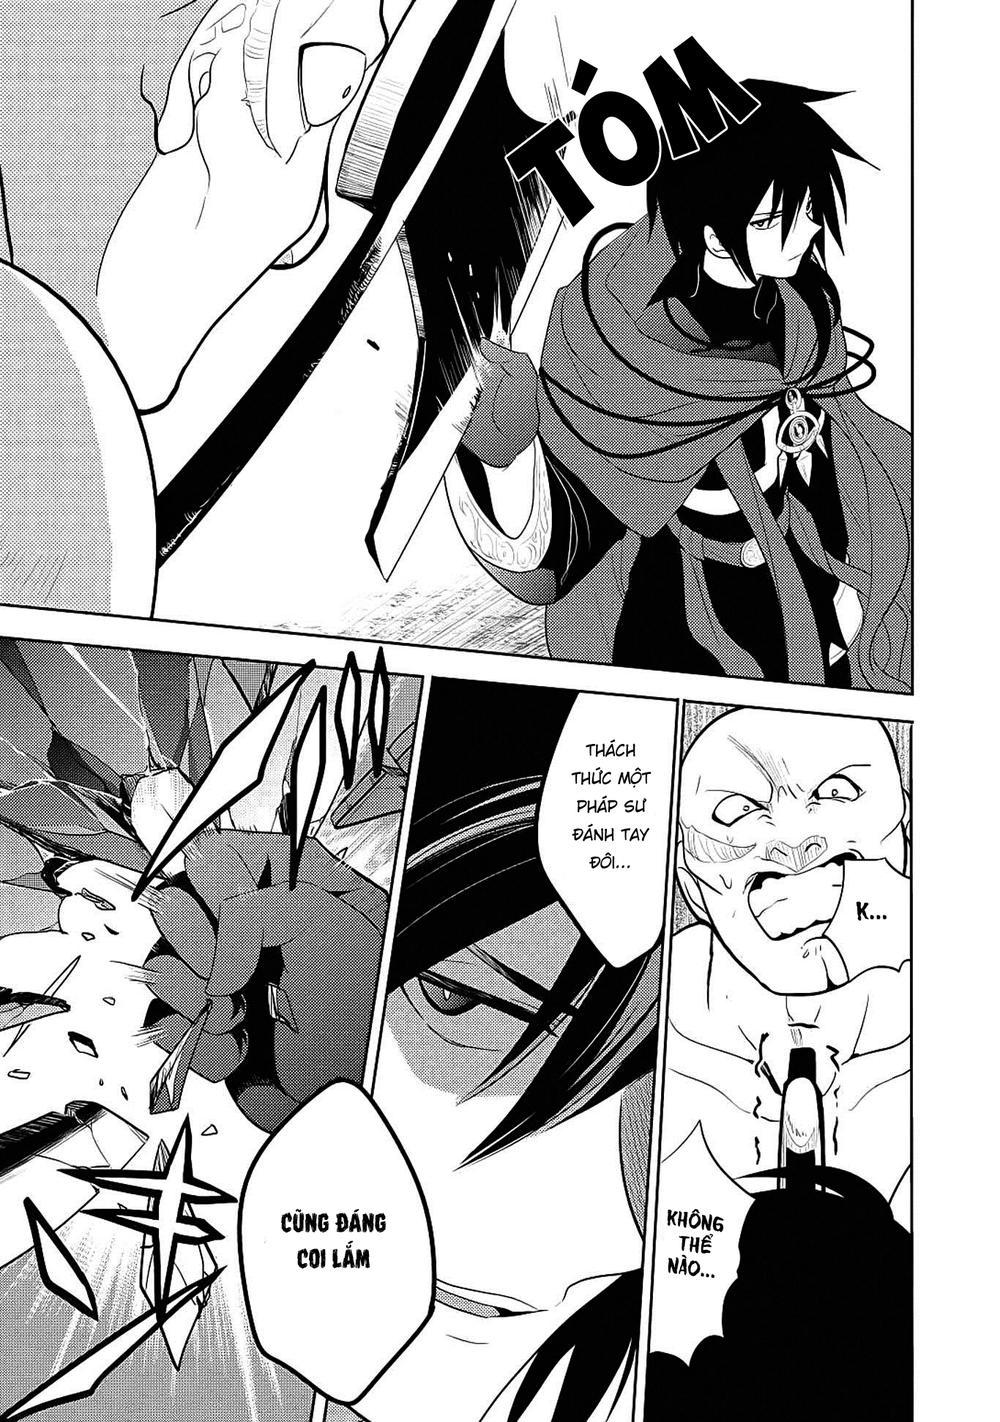 TÓM
K...
KHÔNG
THỂ
NÀO...
THÁCH
THỨC MỘT
PHÁP SƯ
ĐÁNH TAY
ĐÔI...
CŨNG ĐÁNG
COI LẮM